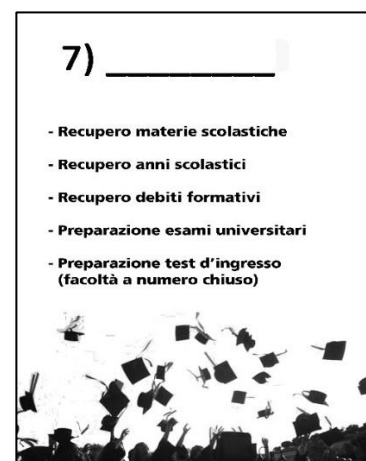 7) __________
- Recupero materie scolastiche
- Recupero anni scolastici
- Recupero debiti formativi
- Preparazione esami universitari
- Preparazione test d'ingresso
(facoltà a numero chiuso)